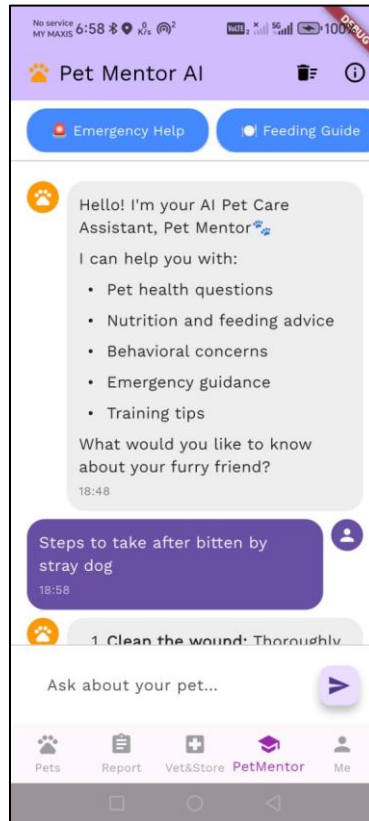 No service 6:58
MY MAXIS K/s
100%
DEBUG
Pet Mentor AI
Emergency Help
Feeding Guide
Hello! I'm your AI Pet Care
Assistant, Pet Mentor
I can help you with:
• Pet health questions
• Nutrition and feeding advice
• Behavioral concerns
• Emergency guidance
• Training tips
What would you like to know
about your furry friend?
18:48
Steps to take after bitten by
stray dog
18:58
1. Clean the wound: Thoroughly
Ask about your pet...
Pets
Report
Vet&Store
PetMentor
Me